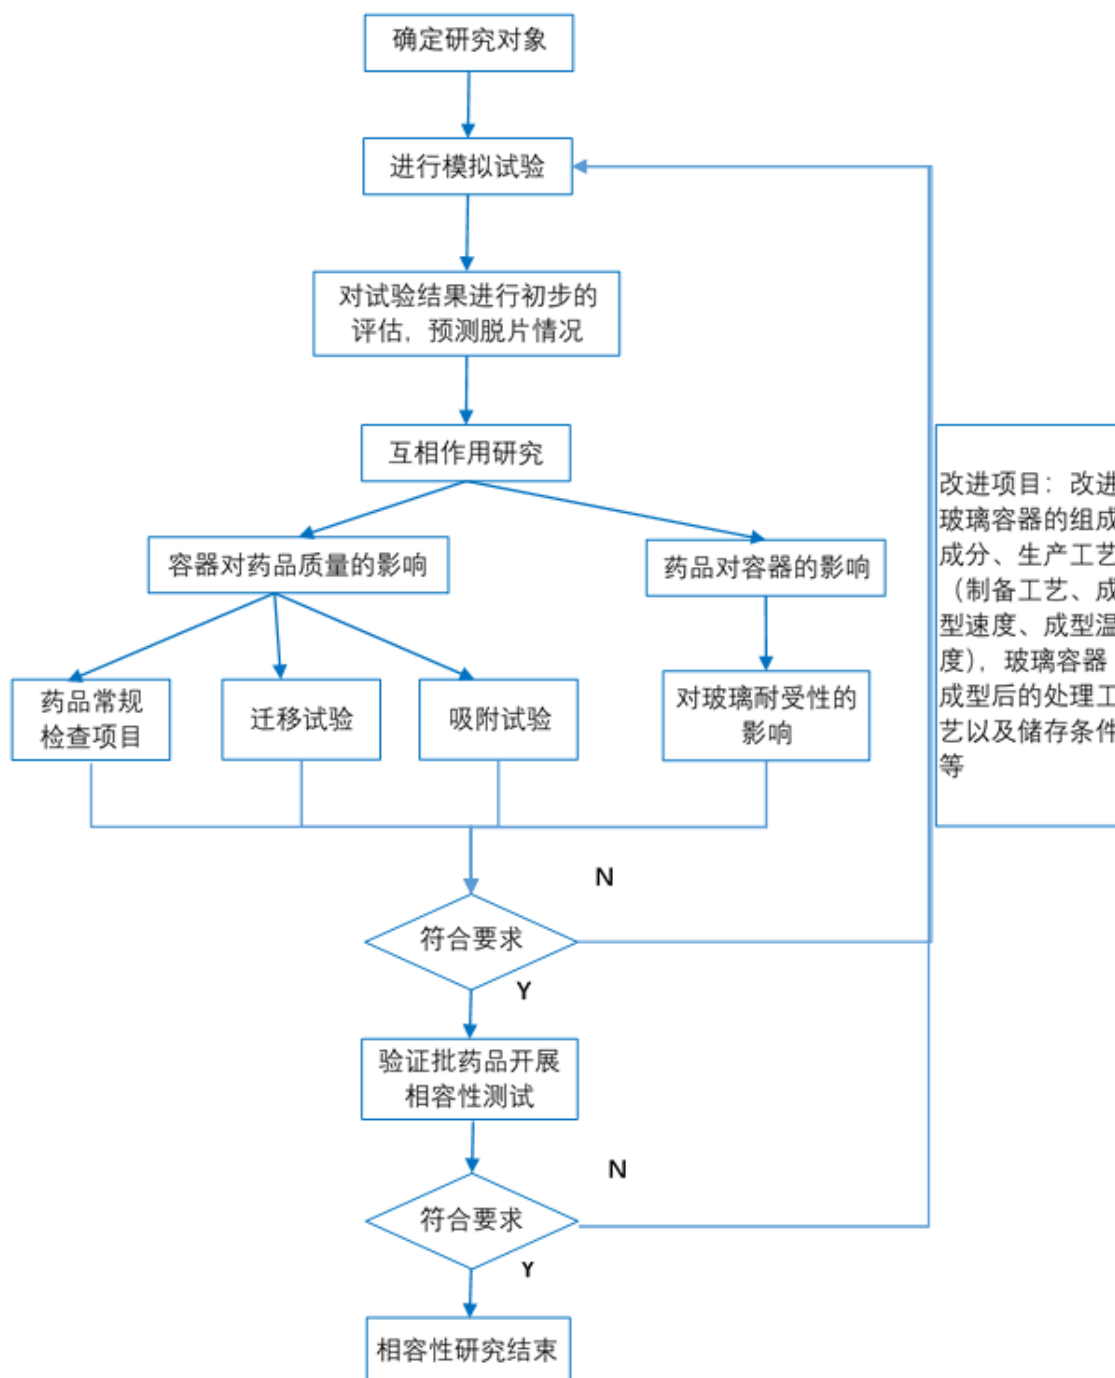 确定研究对象
进行模拟试验
对试验结果进行初步的
评估，预测脱片情况
互相作用研究
容器对药品质量的影响
药品对容器的影响
药品常规
检查项目
迁移试验
吸附试验
对玻璃耐受性的
影响
改进项目：改进
玻璃容器的组成
成分、生产工艺
（制备工艺、成
型速度、成型温
度），玻璃容器
成型后的处理工
艺以及储存条件
等
N
符合要求
Y
验证批药品开展
相容性测试
N
符合要求
Y
相容性研究结束